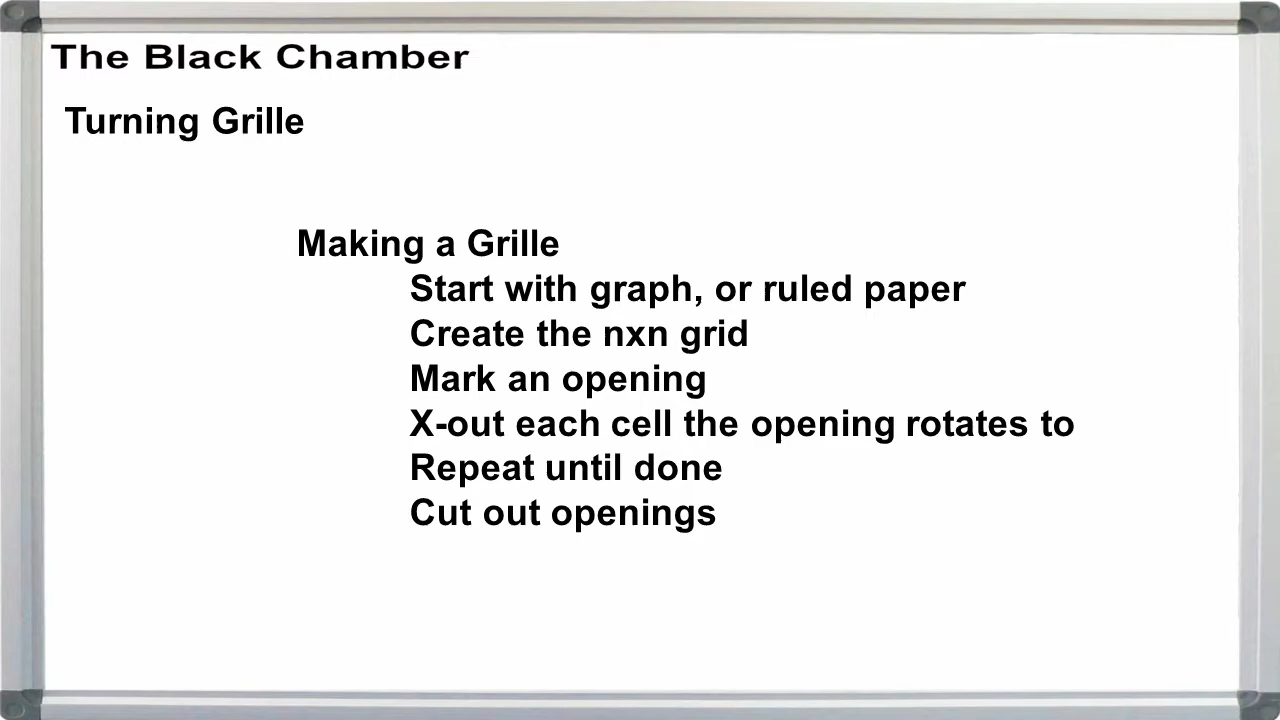 The Black Chamber
Turning Grille
Making a Grille
Start with graph, or ruled paper
Create the nxn grid
Mark an opening
X-out each cell the opening rotates to
Repeat until done
Cut out openings